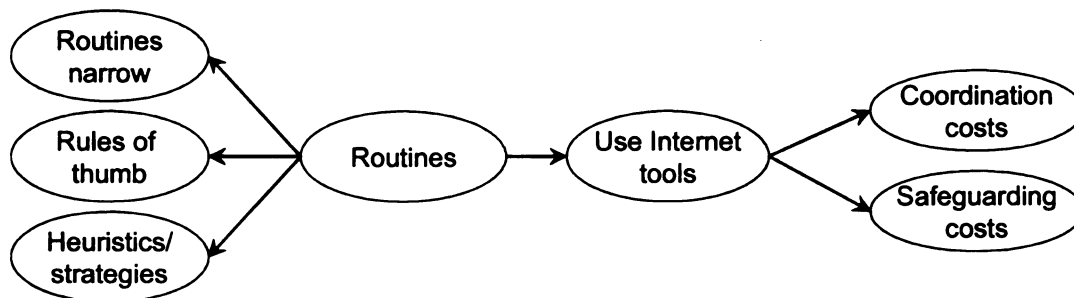 Routines
narrow
Rules of
thumb
Heuristics/
strategies
Routines
Use Internet
tools
Coordination
costs
Safeguarding
costs